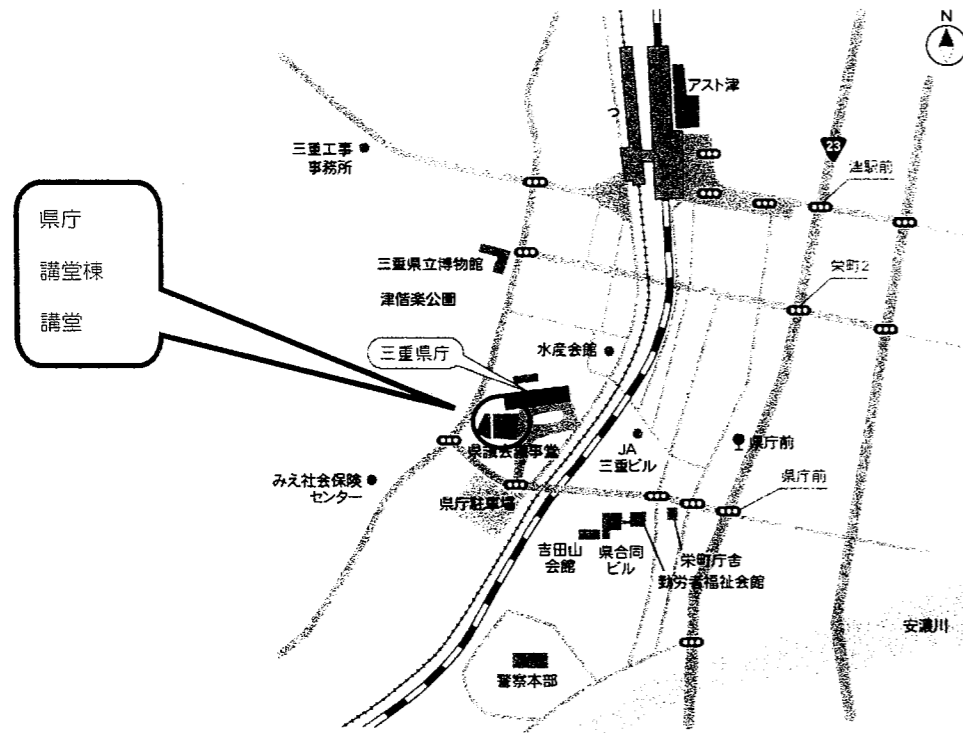 N
アスト津
つ
三重工事
事務所
23
津駅前
県庁
講堂棟
講堂
三重県立博物館
栄町2
津偕楽公園
水産会館
三重県庁
県議会議事堂
JA
三重ビル
県庁前
みえ社会保険
センター
県庁駐車場
県庁前
吉田山
会館
県合同
ビル
栄町庁舎
勤労者福祉会館
安濃川
警察本部